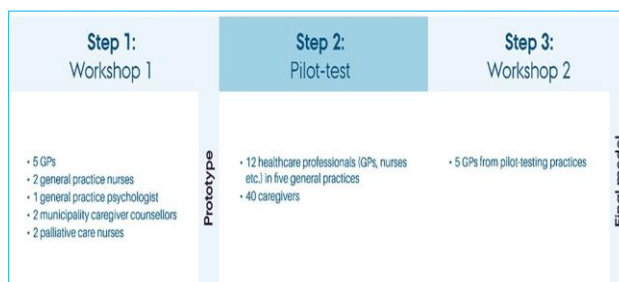 Step 1:
Workshop 1
• 5 GPs
• 2 general practice nurses
• 1 general practice psychologist
• 2 municipality caregiver counsellors
• 2 palliative care nurses
Prototype
Step 2:
Pilot-test
• 12 healthcare professionals (GPs, nurses
etc.) in five general practices
• 40 caregivers
Step 3:
Workshop 2
• 5 GPs from pilot-testing practices
Final model